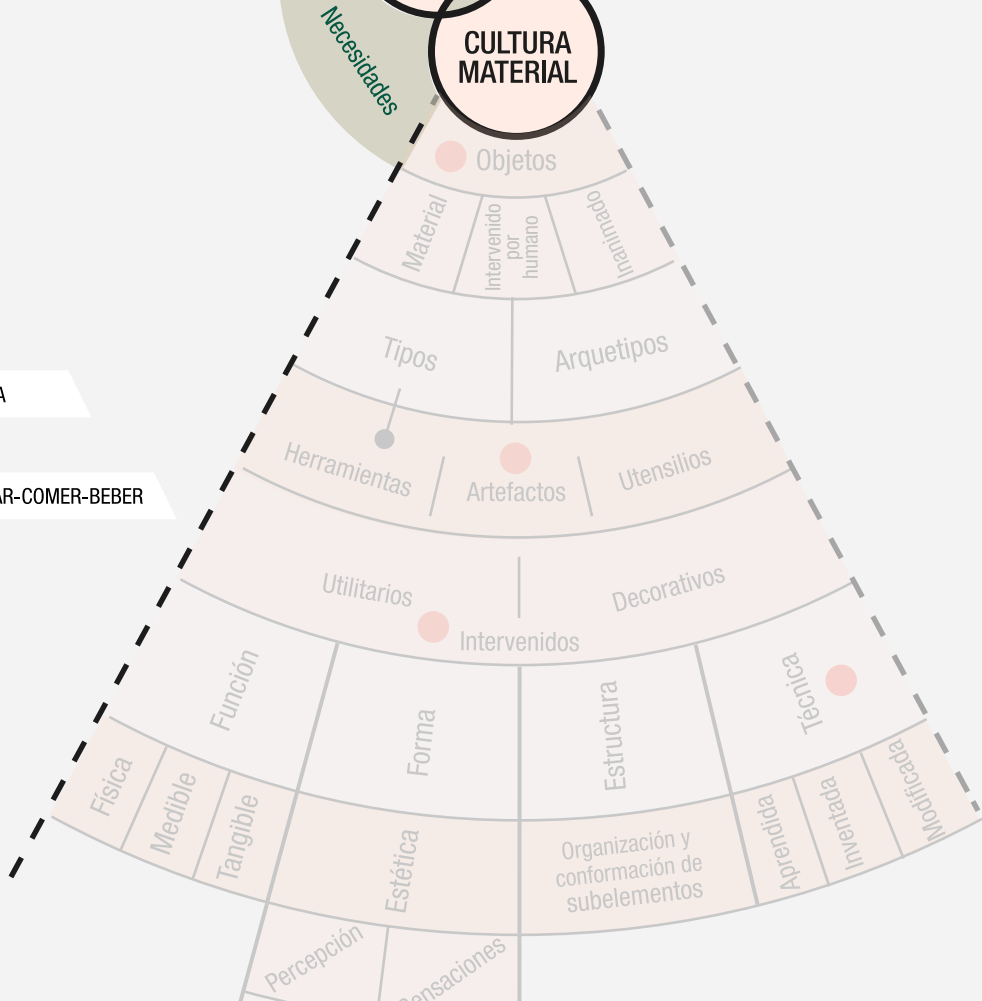 Necesidades
CULTURA
MATERIAL
Objetos
Material
Intervenido
por
humano
Inanimado
Tipos
Arquetipos
A
Herramientas
Artefactos
Utensilios
AR-COMER-BEBER
Utilitarios
Decorativos
Intervenidos
Función
Forma
Estructura
Técnica
Física
Medible
Tangible
Estética
Organización y
conformación de
subelementos
Aprendida
Inventada
Modificada
Percepción
Sensaciones